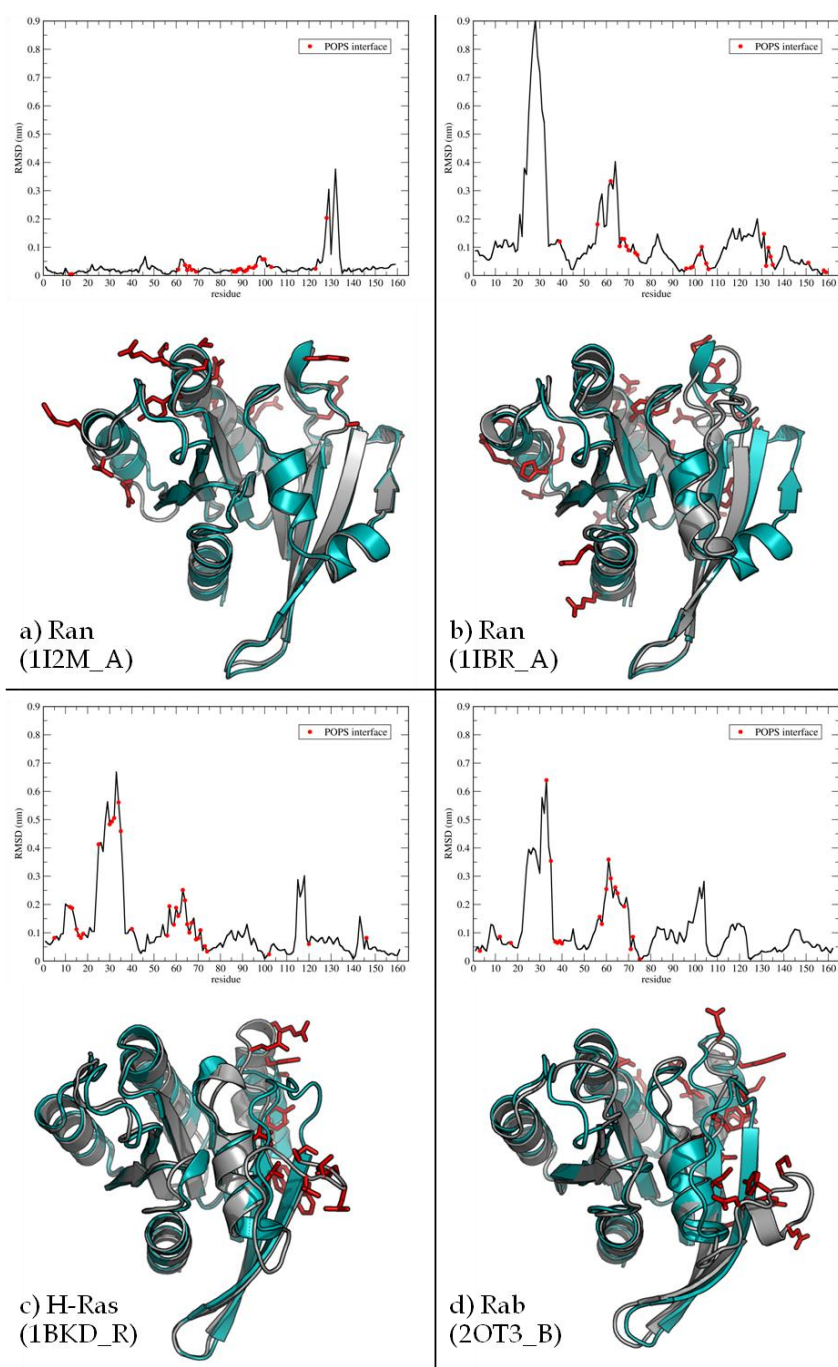 0.9
0.8
0.7
0.6
0.5
0.4
0.3
0.2
0.1
0
RMSD (nm)
POPS interface
0 10 20 30 40 50 60 70 80 90 100 110 120 130 140 150 160
residue
a) Ran
(1I2M_A)
0.9
0.8
0.7
0.6
0.5
0.4
0.3
0.2
0.1
0
RMSD (nm)
POPS interface
0 10 20 30 40 50 60 70 80 90 100 110 120 130 140 150 160
residue
b) Ran
(1IBR_A)
0.9
0.8
0.7
0.6
0.5
0.4
0.3
0.2
0.1
0
RMSD (nm)
POPS interface
0 10 20 30 40 50 60 70 80 90 100 110 120 130 140 150 160
residue
c) H-Ras
(1BKD_R)
0.9
0.8
0.7
0.6
0.5
0.4
0.3
0.2
0.1
0
RMSD (nm)
POPS interface
0 10 20 30 40 50 60 70 80 90 100 110 120 130 140 150 160
residue
d) Rab
(2OT3_B)